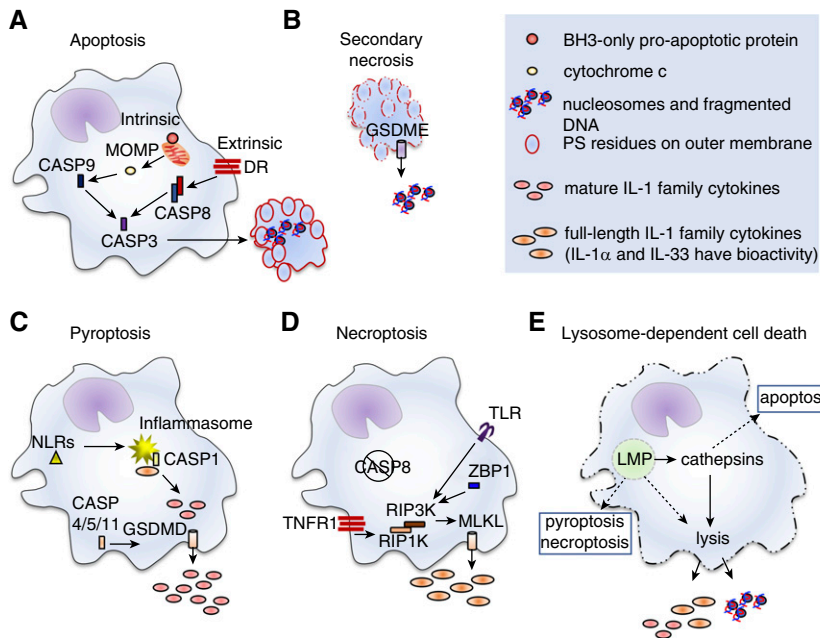 A
Apoptosis
Intrinsic
MOMP
Extrinsic
DR
CASP9
CASP8
CASP3
B
Secondary
necrosis
GSDME
BH3-only pro-apoptotic protein
cytochrome c
nucleosomes and fragmented
DNA
PS residues on outer membrane
mature IL-1 family cytokines
full-length IL-1 family cytokines
(IL-1α and IL-33 have bioactivity)
C
Pyroptosis
Inflammasome
NLRs
CASP1
CASP
4/5/11
GSDMD
D
Necroptosis
TLR
CASP8
ZBP1
RIP3K
TNFR1
MLKL
RIP1K
E
Lysosome-dependent cell death
apoptos
LMP
cathepsins
pyroptosis
necroptosis
lysis